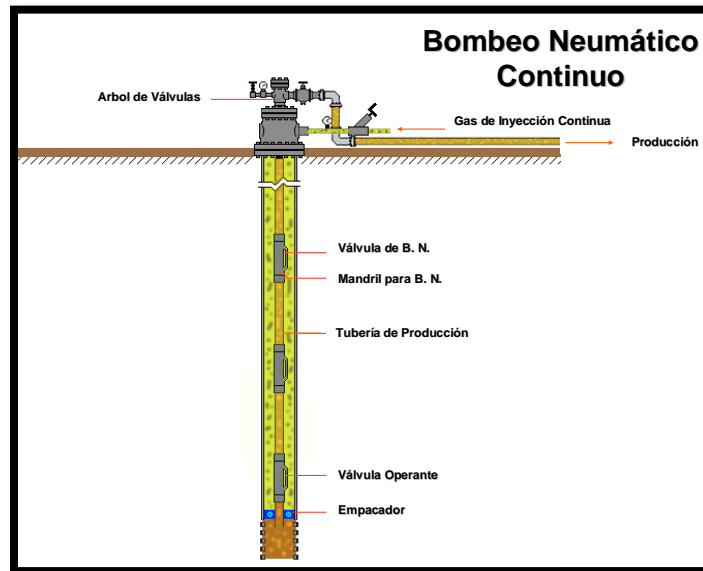 Bombeo Neumático
Continuo
Arbol de Válvulas
Gas de Inyección Continua
Producción
Válvula de B. N.
Mandril para B. N.
Tubería de Producción
Válvula Operante
Empacador